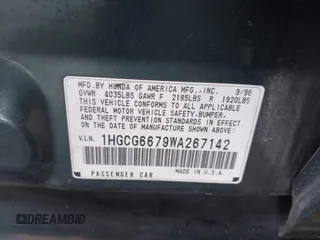 MFD.BY HONDA OF AMERICA MFG.,INC. 9/98
GVWR 4035LBS GAWR F 2185LBS R 1920LBS
THIS VEHICLE CONFORMS TO ALL APPLICABLE
FEDERAL MOTOR VEHICLE SAFETY,BUMPER,
AND THEFT PREVENTION STANDARDS IN EFFECT ON
THE DATE OF MANUFACTURE SHOWN ABOVE.
V.I.N. 1HGCG6679WA267142
PASSENGER CAR
MADE IN U.S.A.
DREAMBID